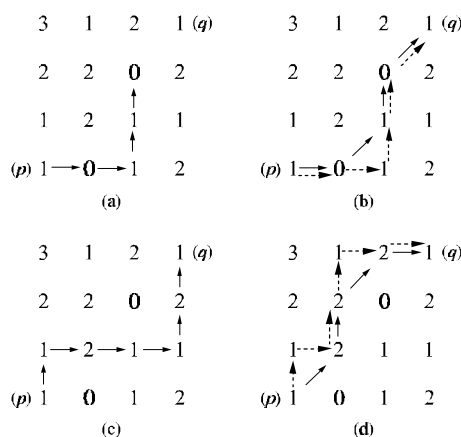 3 1 2 1 (q)
2 2 0 2
1 2 1 1
(p) 1 0 1 2
(a)
3 1 2 1 (q)
2 2 0 2
1 2 1 1
(p) 1 0 1 2
(b)
3 1 2 1 (q)
2 2 0 2
1 2 1 1
(p) 1 0 1 2
(c)
3 1 2 1 (q)
2 2 0 2
1 2 1 1
(p) 1 0 1 2
(d)